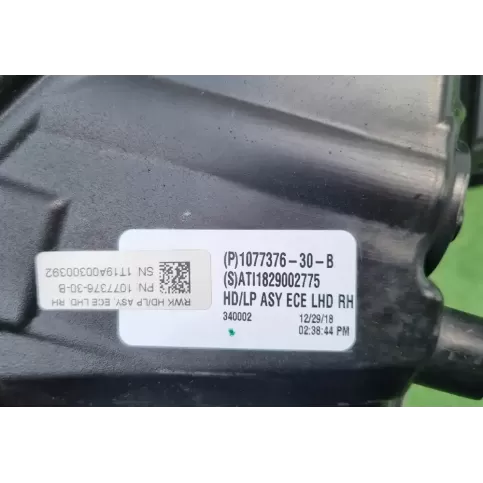 (P)1077376-30-B
(S)ATI1829002775
HD/LP ASY ECE LHD RH
340002 12/29/18
02:38:44 PM
RWK HD/LP ASY, ECE LHD RH
PN: 1077376-30-B
SN: 1T19A00300392